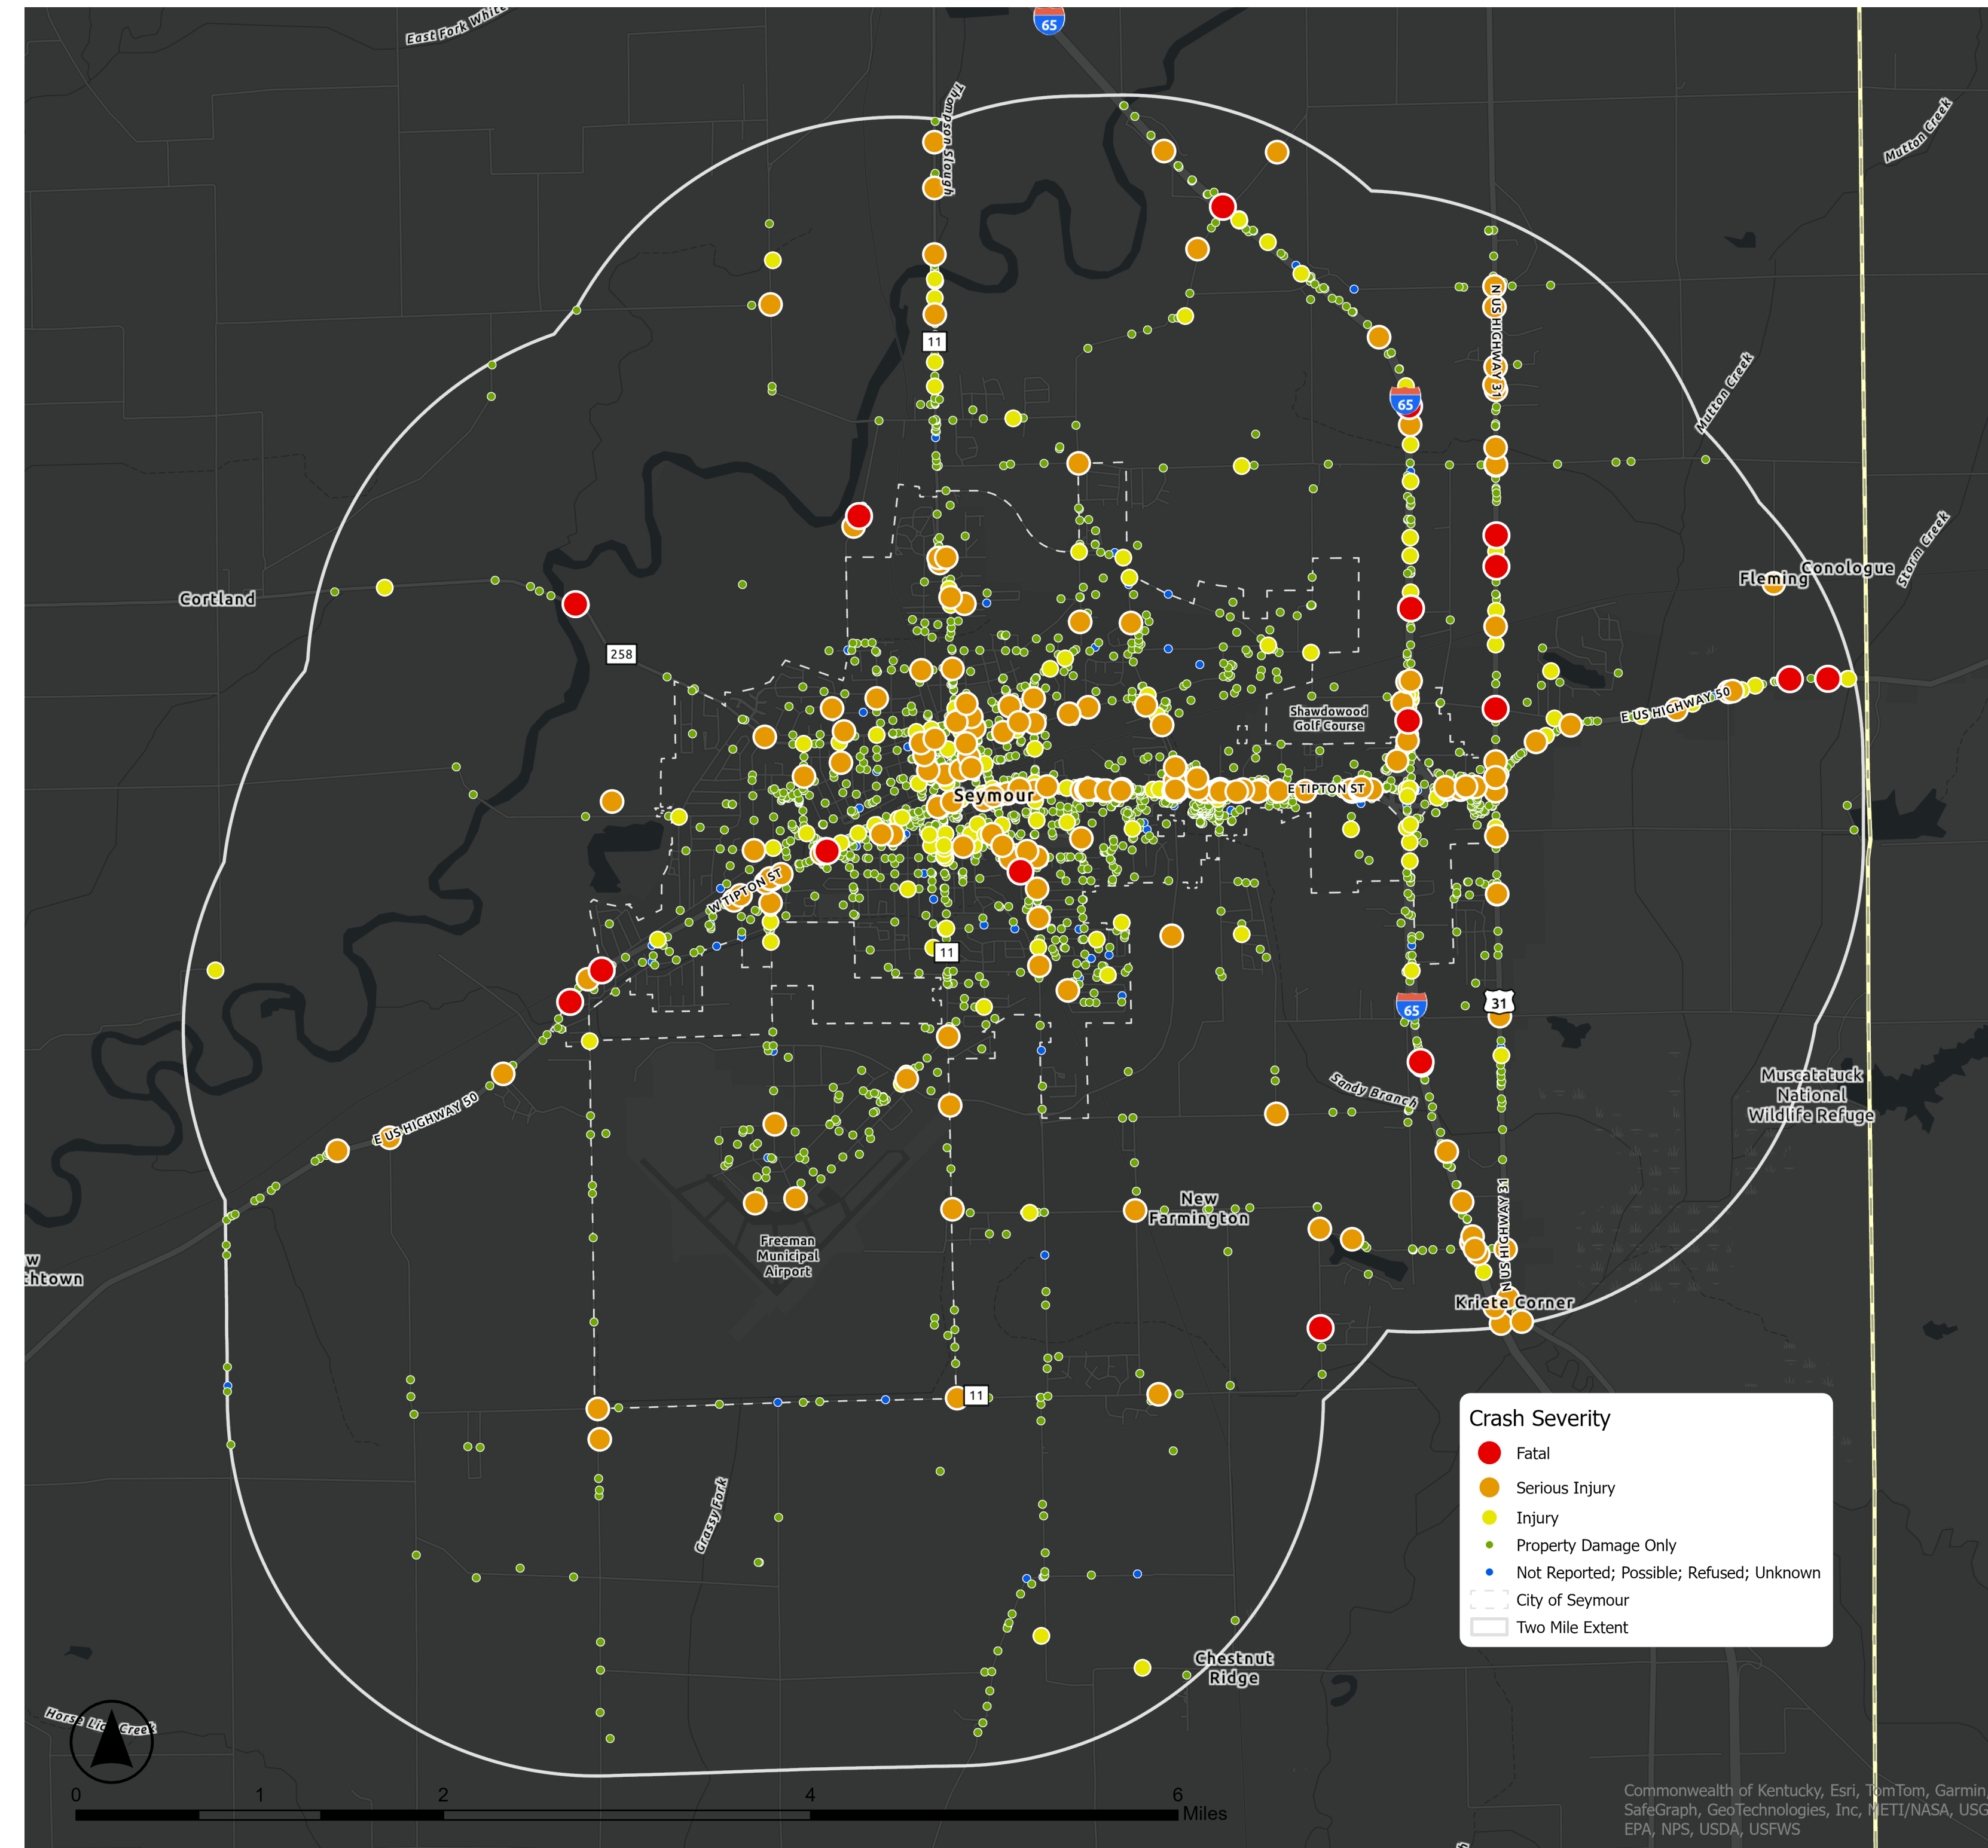 East Fork White
65
Thompson Slough
Mutton Creek
11
N US HIGHWAY 31
65
Mutton Creek
Storm Creek
Conologue
Fleming
Cortland
258
E US HIGHWAY 50
Shawdowood
Golf Course
Seymour
E TIPTON ST
W TIPTON ST
11
65
31
Sandy Branch
Muscatatuck
National
Wildlife Refuge
E US HIGHWAY 50
New
Farmington
N US HIGHWAY 31
Freeman
Municipal
Airport
w
thtown
Kriete Corner
11
Grassy Fork
Chestnut
Ridge
Horse Lick Creek
Crash Severity
Fatal
Serious Injury
Injury
Property Damage Only
Not Reported; Possible; Refused; Unknown
City of Seymour
Two Mile Extent
0 1 2 4 6
Miles
Commonwealth of Kentucky, Esri, TomTom, Garmin,
SafeGraph, GeoTechnologies, Inc, METI/NASA, USG
EPA, NPS, USDA, USFWS